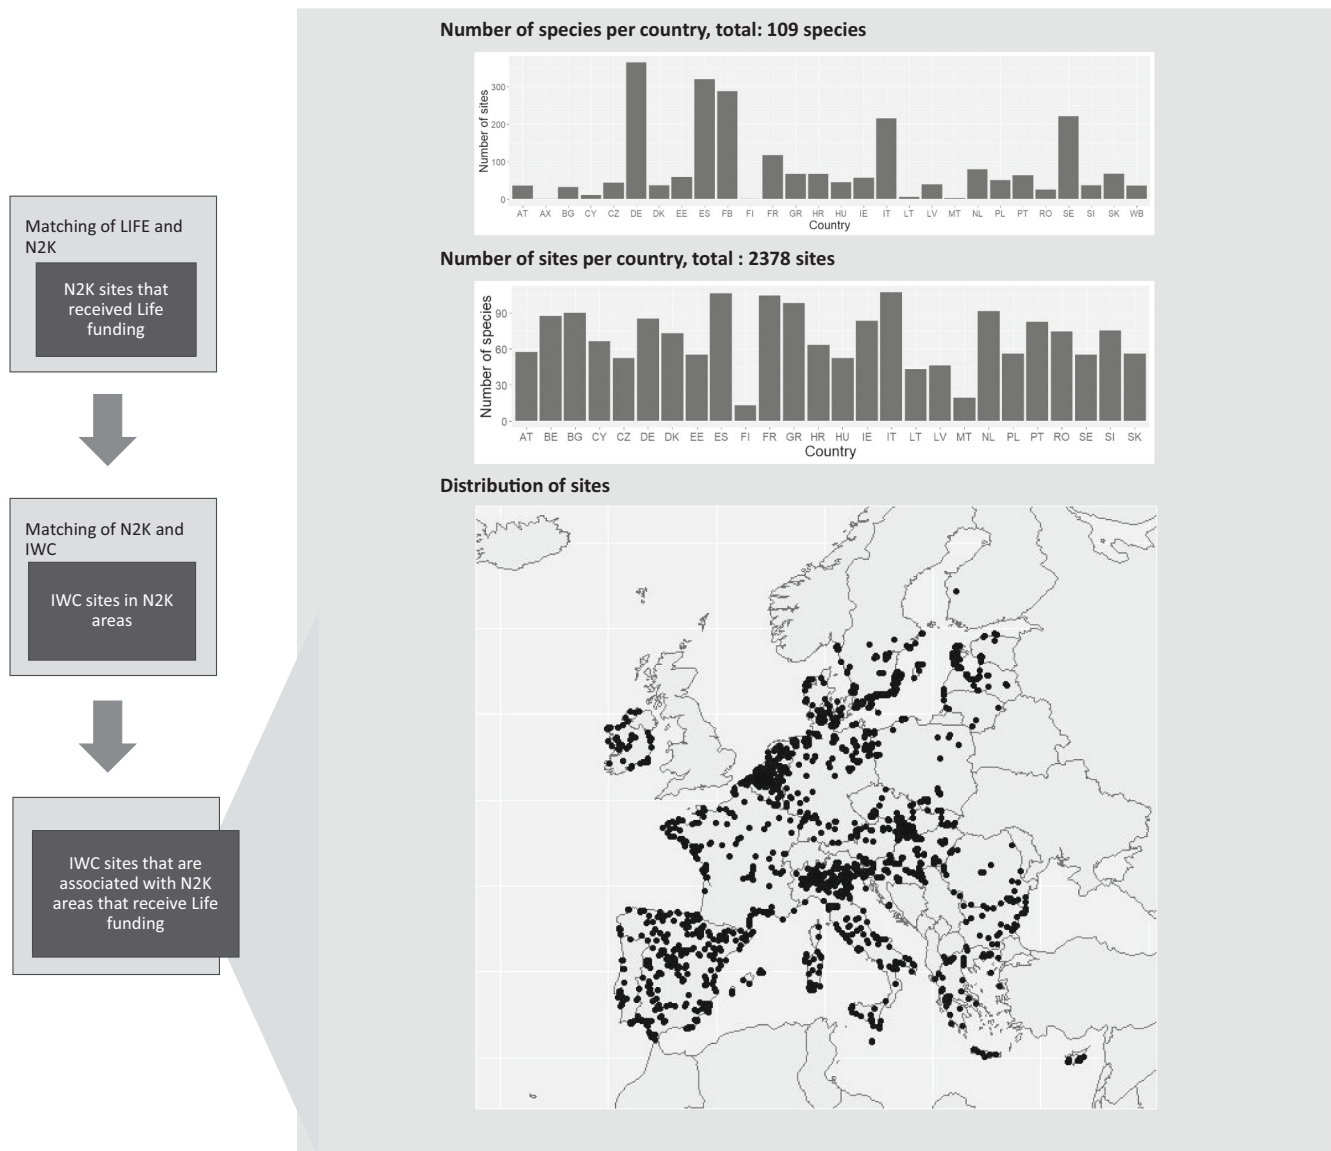 Matching of LIFE and
N2K
N2K sites that
received Life
funding
Matching of N2K and
IWC
IWC sites in N2K
areas
IWC sites that are
associated with N2K
areas that receive Life
funding
Number of species per country, total: 109 species
Number of sites
300
200
100
0
AT AX BG CY CZ DE DK EE ES FB FI FR GR HR HU IE IT LT LV MT NL PL PT RO SE SI SK WB
Country
Number of sites per country, total : 2378 sites
Number of species
90
60
30
0
AT BE BG CY CZ DE DK EE ES FI FR GR HR HU IE IT LT LV MT NL PL PT RO SE SI SK
Country
Distribution of sites